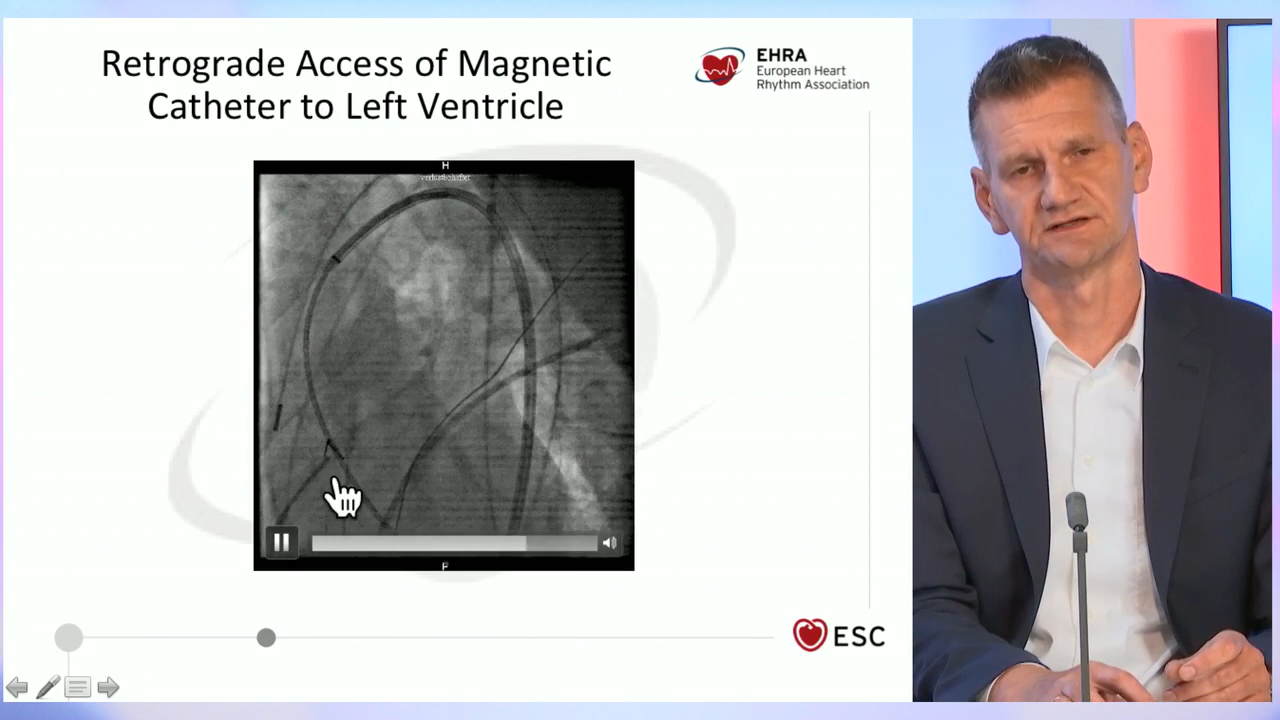 Retrograde Access of Magnetic
Catheter to Left Ventricle
EHRA
European Heart
Rhythm Association
H
F
ESC